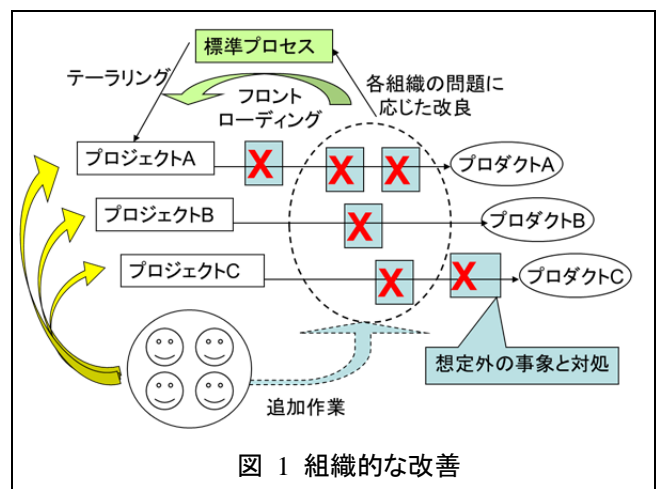 標準プロセス
テーラリング
フロント
ローディング
各組織の問題に
応じた改良
プロジェクトA
X
X
X
プロダクトA
プロジェクトB
X
プロダクトB
プロジェクトC
X
X
プロダクトC
想定外の事象と対処
追加作業
図 1 組織的な改善